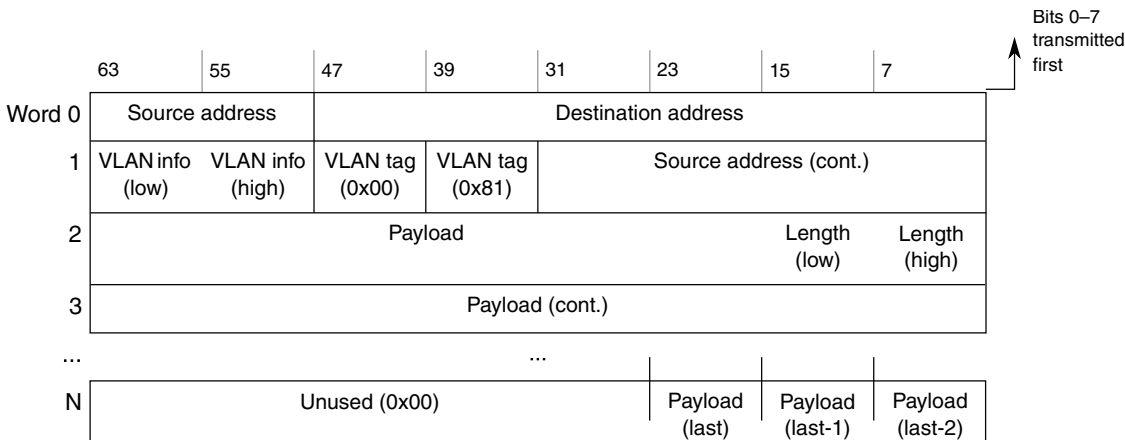 Bits 0–7
transmitted
first
63 55 47 39 31 23 15 7
Word 0 Source address Destination address
1 VLAN info VLAN info VLAN tag VLAN tag Source address (cont.)
(low) (high) (0x00) (0x81)
2 Payload Length Length
(low) (high)
3 Payload (cont.)
... ...
N Unused (0x00) Payload Payload Payload
(last) (last-1) (last-2)